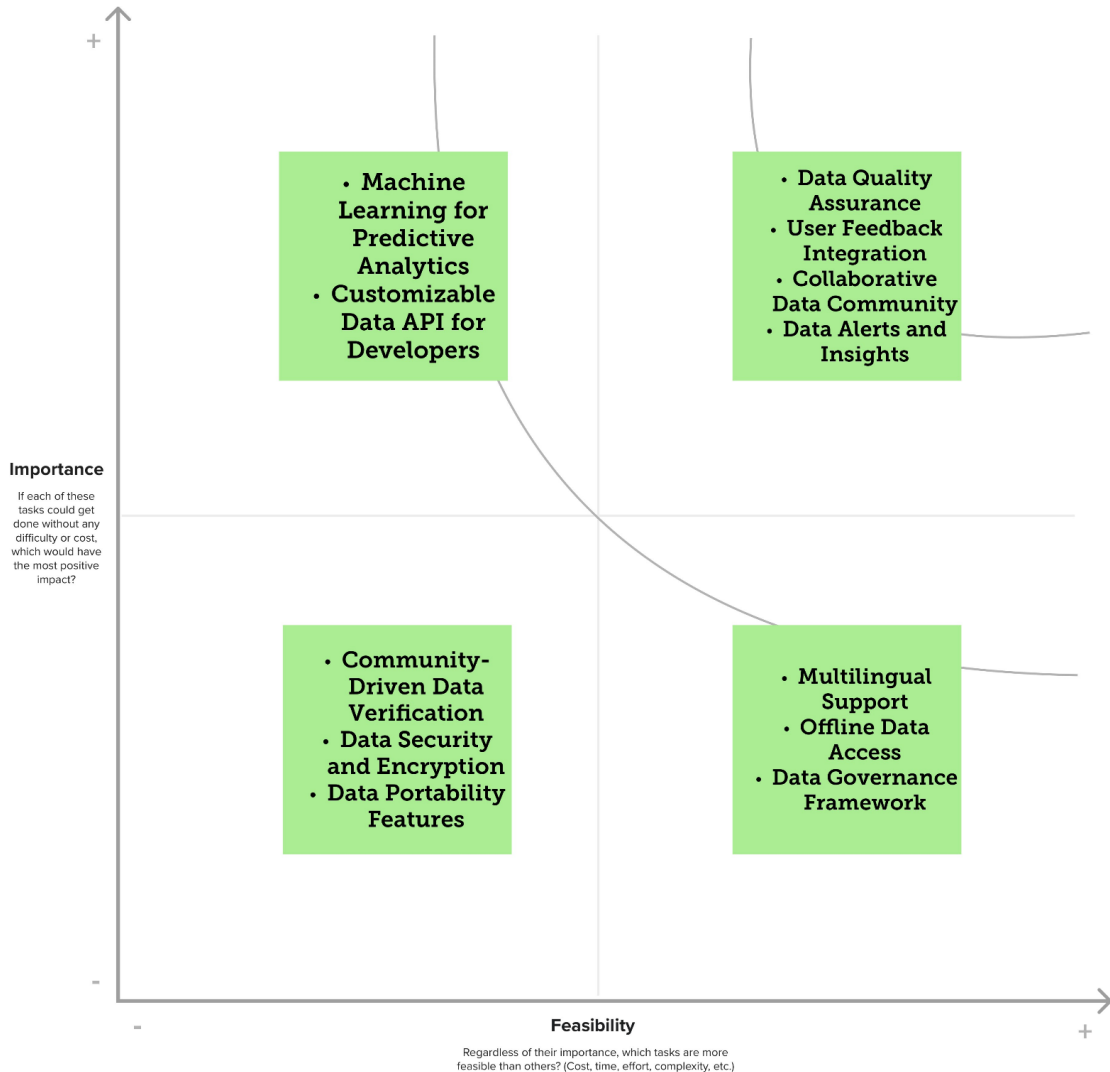 +
• Machine
Learning for
Predictive
Analytics
• Customizable
Data API for
Developers
• Data Quality
Assurance
• User Feedback
Integration
• Collaborative
Data Community
• Data Alerts and
Insights
Importance
If each of these
tasks could get
done without any
difficulty or cost,
which would have
the most positive
impact?
• Community-
Driven Data
Verification
• Data Security
and Encryption
• Data Portability
Features
• Multilingual
Support
• Offline Data
Access
• Data Governance
Framework
-
-
Feasibility
+
Regardless of their importance, which tasks are more
feasible than others? (Cost, time, effort, complexity, etc.)